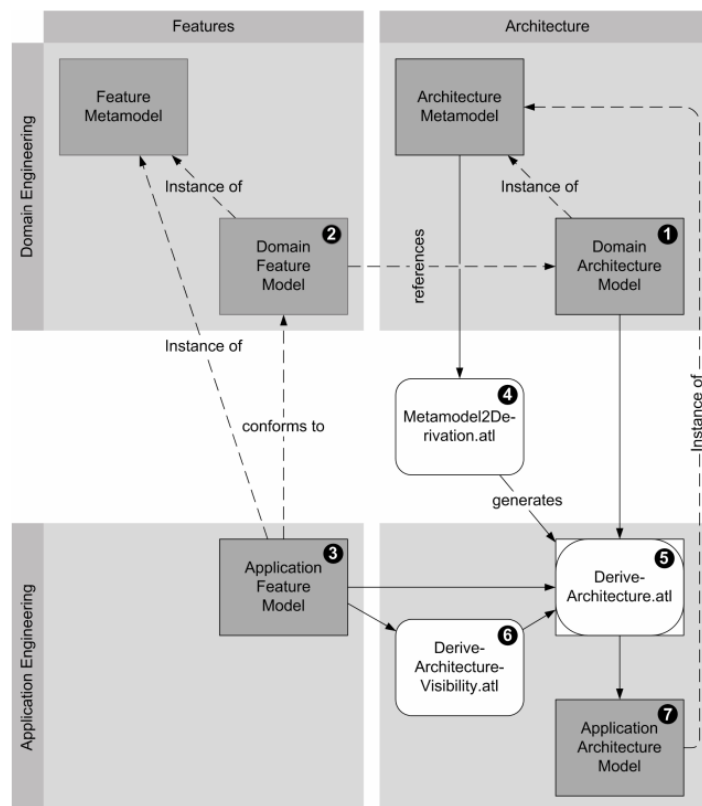 Features
Architecture
Domain Engineering
Feature
Metamodel
Architecture
Metamodel
Instance of
Instance of
2
Domain
Feature
Model
references
1
Domain
Architecture
Model
Instance of
Instance of
4
Metamodel2De-
rivation.atl
conforms to
generates
Application Engineering
3
Application
Feature
Model
5
Derive-
Architecture.atl
6
Derive-
Architecture-
Visibility.atl
7
Application
Architecture
Model